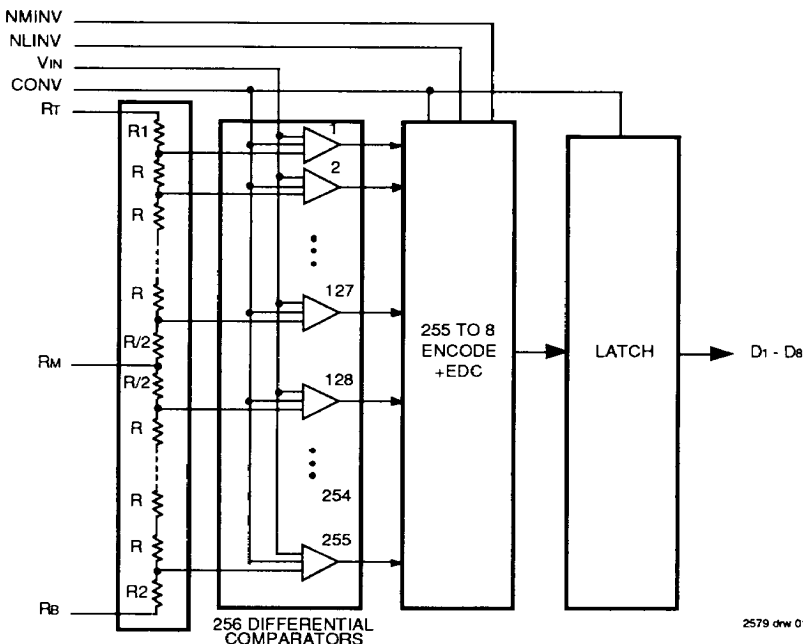 NMINV
NLINV
VIN
CONV
RT
R1
R
R
R
R/2
RM
R/2
R
R
R
R2
RB
1
2
127
128
254
255
256 DIFFERENTIAL
COMPARATORS
255 TO 8
ENCODE
+EDC
LATCH
D1 - D8
2579 drw 01